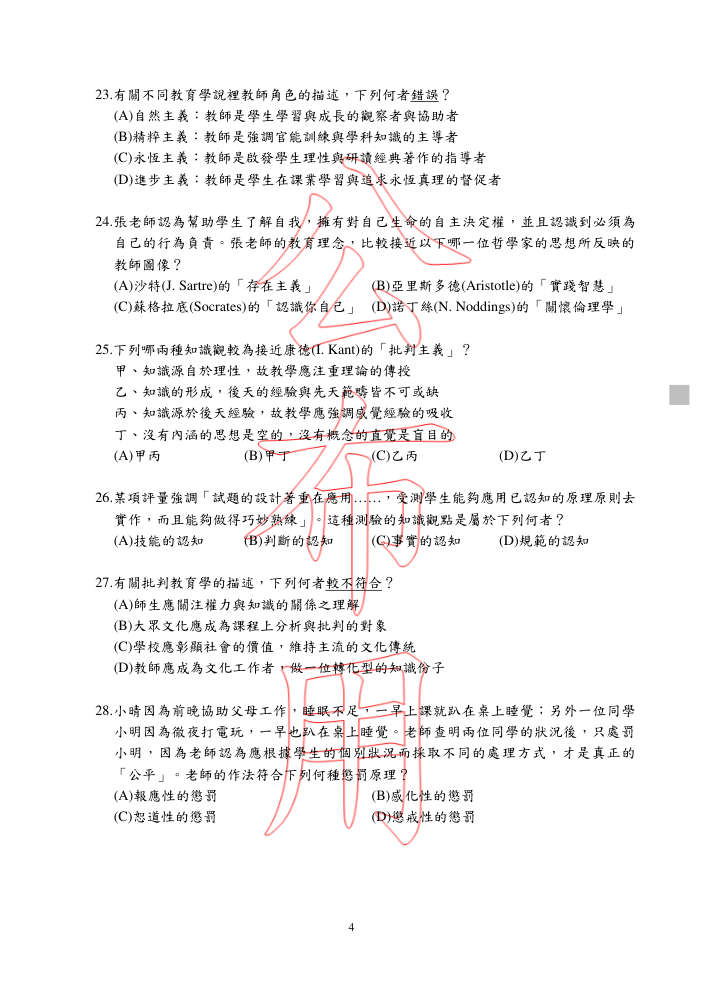 23.有關不同教育學說裡教師角色的描述，下列何者錯誤？
(A)自然主義：教師是學生學習與成長的觀察者與協助者
(B)精粹主義：教師是強調官能訓練與學科知識的主導者
(C)永恆主義：教師是啟發學生理性與研讀經典著作的指導者
(D)進步主義：教師是學生在課業學習與追求永恆真理的督促者
24.張老師認為幫助學生了解自我，擁有對自己生命的自主決定權，並且認識到必須為
自己的行為負責。張老師的教育理念，比較接近以下哪一位哲學家的思想所反映的
教師圖像？
(A)沙特(J. Sartre)的「存在主義」 (B)亞里斯多德(Aristotle)的「實踐智慧」
(C)蘇格拉底(Socrates)的「認識你自己」 (D)諾丁絲(N. Noddings)的「關懷倫理學」
25.下列哪兩種知識觀較為接近康德(I. Kant)的「批判主義」？
甲、知識源自於理性，故教學應注重理論的傳授
乙、知識的形成，後天的經驗與先天範疇皆不可或缺
丙、知識源於後天經驗，故教學應強調感覺經驗的吸收
丁、沒有內涵的思想是空的，沒有概念的直覺是盲目的
(A)甲丙 (B)甲丁 (C)乙丙 (D)乙丁
26.某項評量強調「試題的設計著重在應用……，受測學生能夠應用已認知的原理原則去
實作，而且能夠做得巧妙熟練」。這種測驗的知識觀點是屬於下列何者？
(A)技能的認知 (B)判斷的認知 (C)事實的認知 (D)規範的認知
27.有關批判教育學的描述，下列何者較不符合？
(A)師生應關注權力與知識的關係之理解
(B)大眾文化應成為課程上分析與批判的對象
(C)學校應彰顯社會的價值，維持主流的文化傳統
(D)教師應成為文化工作者，做一位轉化型的知識份子
28.小晴因為前晚協助父母工作，睡眠不足，一早上課就趴在桌上睡覺；另外一位同學
小明因為徹夜打電玩，一早也趴在桌上睡覺。老師查明兩位同學的狀況後，只處罰
小明，因為老師認為應根據學生的個別狀況而採取不同的處理方式，才是真正的
「公平」。老師的作法符合下列何種懲罰原理？
(A)報應性的懲罰 (B)感化性的懲罰
(C)恕道性的懲罰 (D)懲戒性的懲罰
公布用
4